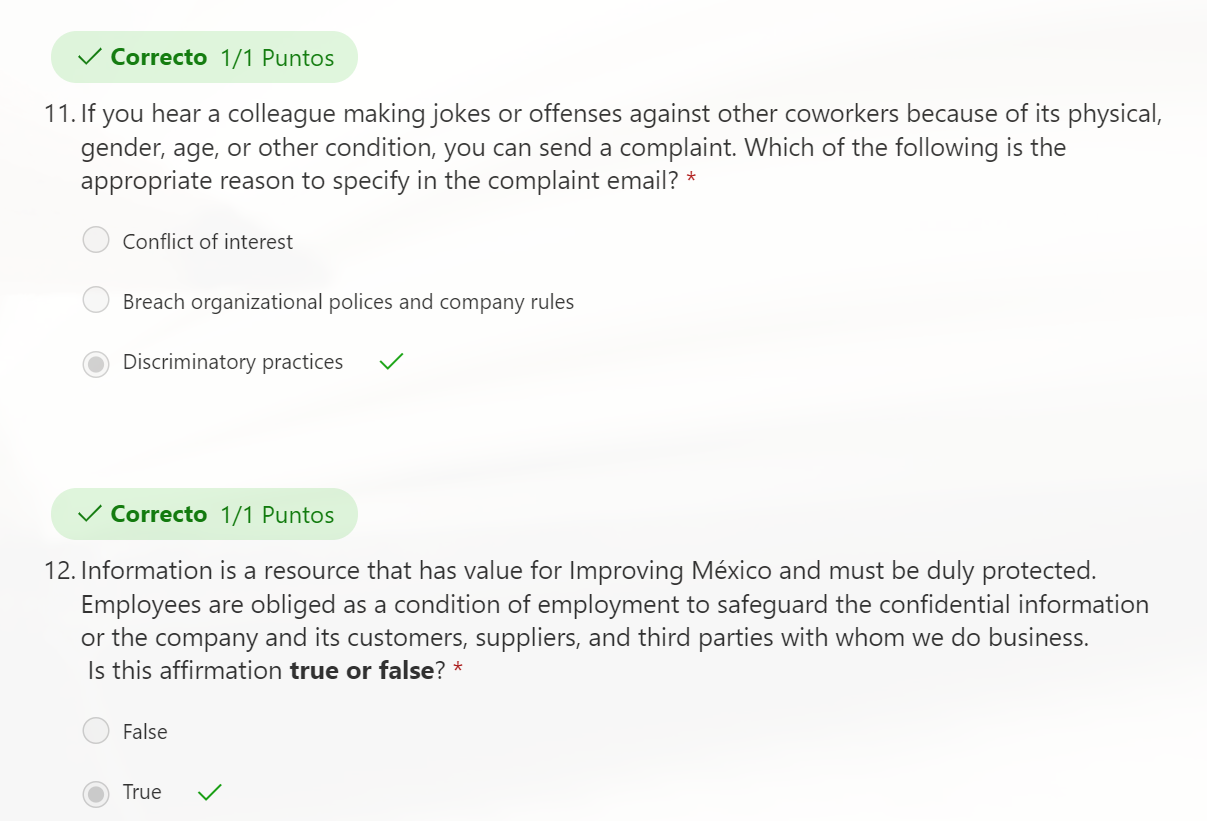 Correcto 1/1 Puntos
11. If you hear a colleague making jokes or offenses against other coworkers because of its physical,
gender, age, or other condition, you can send a complaint. Which of the following is the
appropriate reason to specify in the complaint email? *
Conflict of interest
Breach organizational polices and company rules
Discriminatory practices
Correcto 1/1 Puntos
12. Information is a resource that has value for Improving México and must be duly protected.
Employees are obliged as a condition of employment to safeguard the confidential information
or the company and its customers, suppliers, and third parties with whom we do business.
Is this affirmation true or false? *
False
True